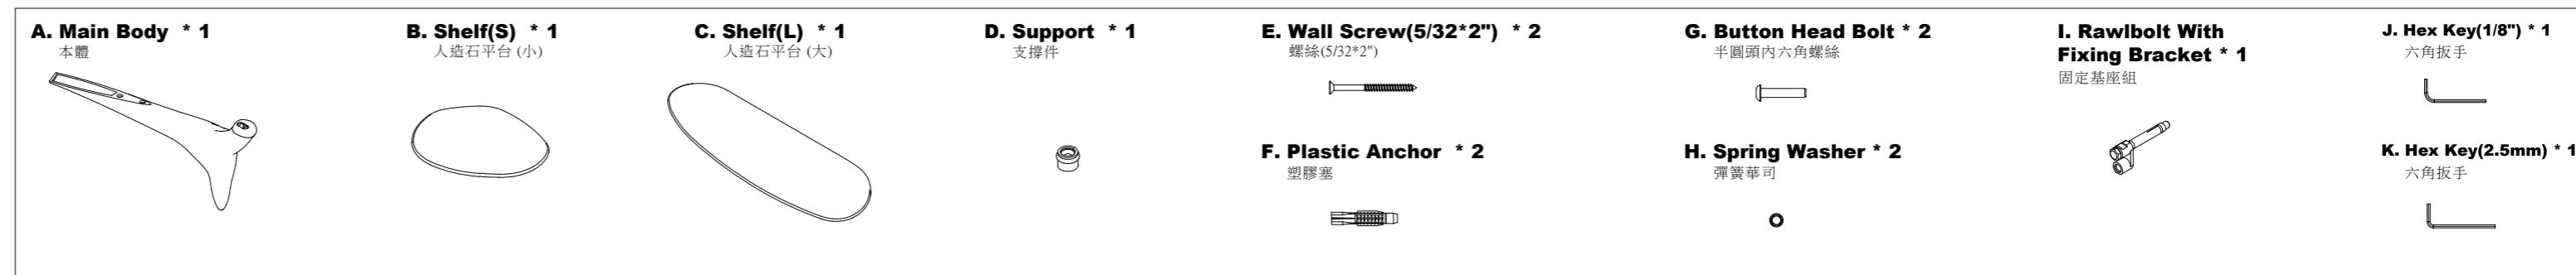 A. Main Body * 1
本體
B. Shelf(S) * 1
人造石平台 (小)
C. Shelf(L) * 1
人造石平台 (大)
D. Support * 1
支撐件
E. Wall Screw(5/32*2") * 2
螺絲(5/32*2")
F. Plastic Anchor * 2
塑膠塞
G. Button Head Bolt * 2
半圓頭內六角螺絲
H. Spring Washer * 2
彈簧華司
I. Rawlbolt With
Fixing Bracket * 1
固定基座組
J. Hex Key(1/8") * 1
六角扳手
K. Hex Key(2.5mm) * 1
六角扳手